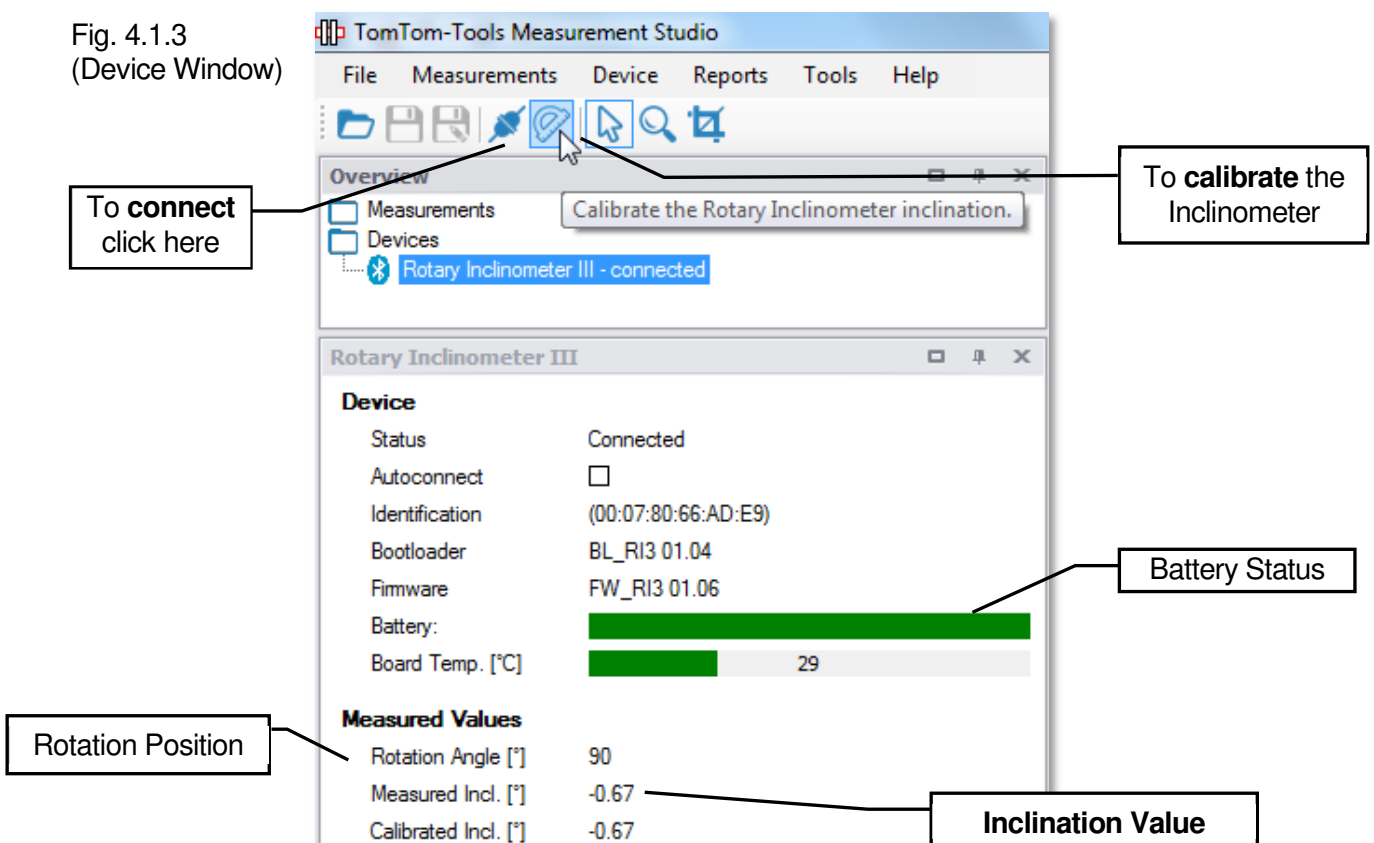 Fig. 4.1.3
(Device Window)
TomTom-Tools Measurement Studio
File Measurements Device Reports Tools Help
Overview
To connect
click here
To calibrate the
Inclinometer
Measurements
Calibrate the Rotary Inclinometer inclination.
Devices
Rotary Inclinometer III - connected
Rotary Inclinometer III
Device
Status Connected
Autoconnect
Identification (00:07:80:66:AD:E9)
Bootloader BL_RI3 01.04
Firmware FW_RI3 01.06
Battery Status
Battery:
Board Temp. [°C] 29
Measured Values
Rotation Position
Rotation Angle [°] 90
Measured Incl. [°] -0.67
Inclination Value
Calibrated Incl. [°] -0.67